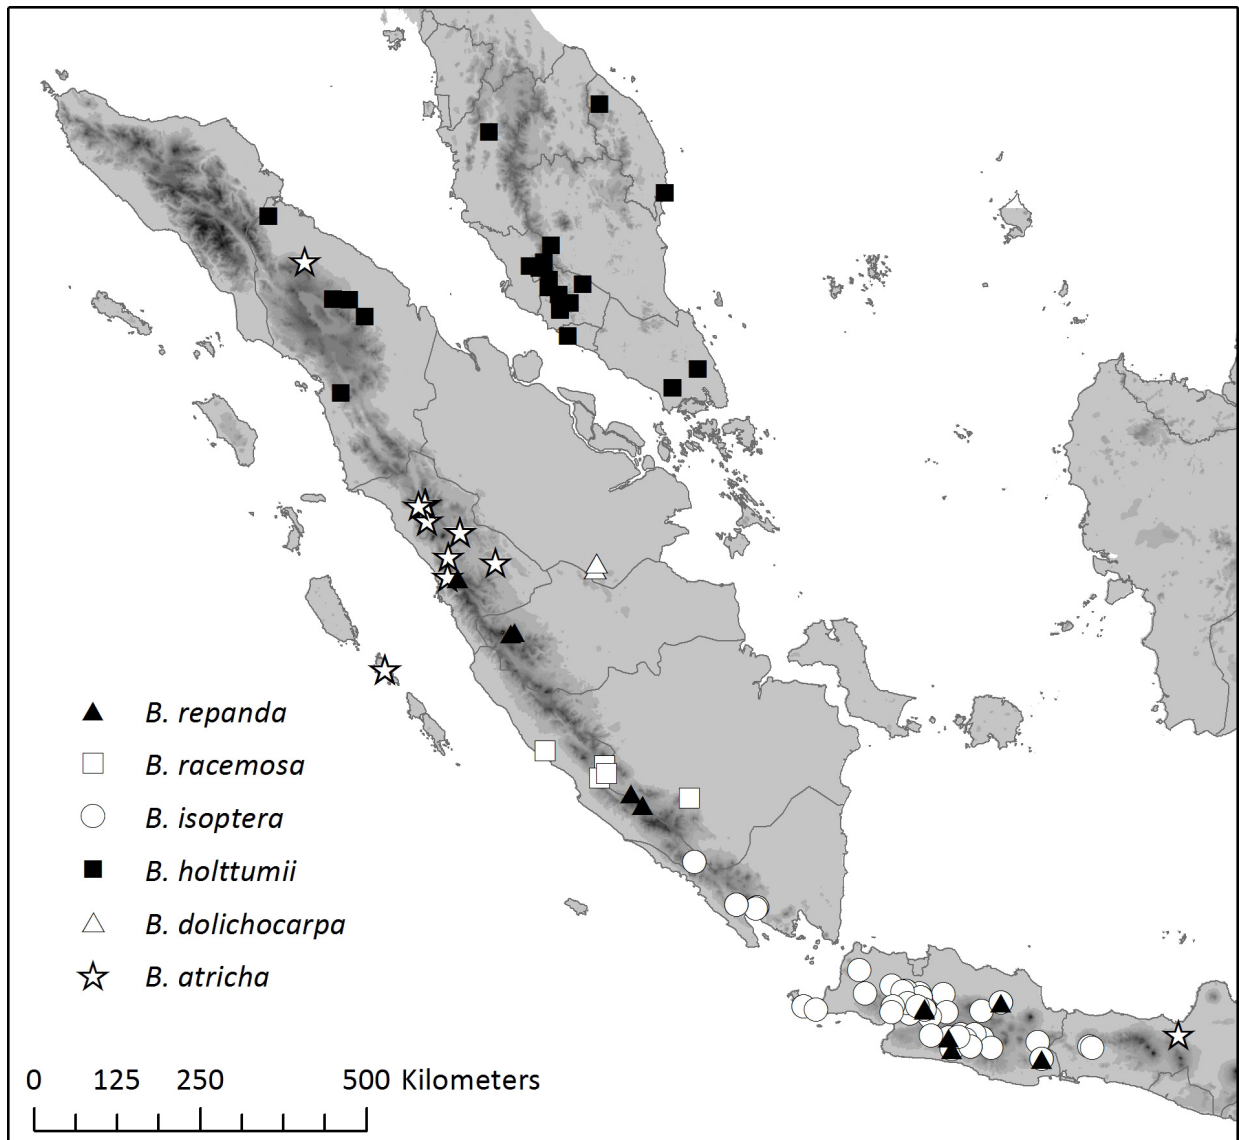 B. repanda
B. racemosa
B. isoptera
B. holttumii
B. dolichocarpa
B. atricha
0 125 250 500 Kilometers